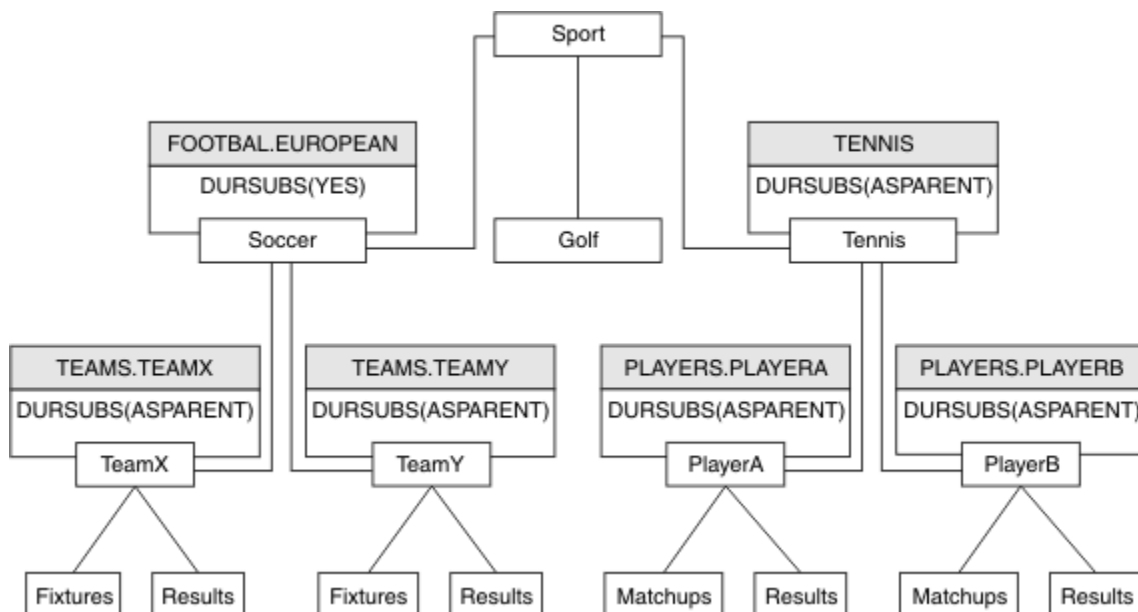 Sport
FOOTBAL.EUROPEAN
TENNIS
DURSUBS(YES)
DURSUBS(ASPARENT)
Soccer
Golf
Tennis
TEAMS.TEAMX
TEAMS.TEAMY
PLAYERS.PLAYERA
PLAYERS.PLAYERB
DURSUBS(ASPARENT)
DURSUBS(ASPARENT)
DURSUBS(ASPARENT)
DURSUBS(ASPARENT)
TeamX
TeamY
PlayerA
PlayerB
Fixtures
Results
Fixtures
Results
Matchups
Results
Matchups
Results